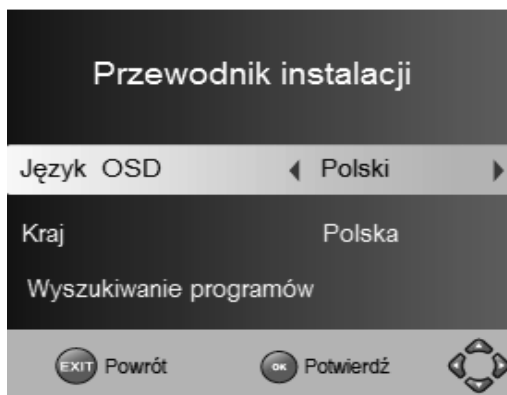 Przewodnik instalacji
Język OSD Polski
Kraj Polska
Wyszukiwanie programów
EXIT Powrót OK Potwierdź